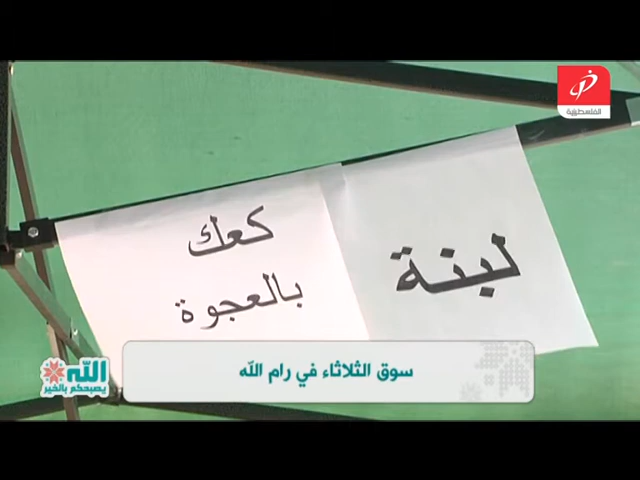 الفلسطينية
لبنة
كعك
بالعجوة
سوق الثلاثاء في رام الله
الله
يصبحكم بالخير